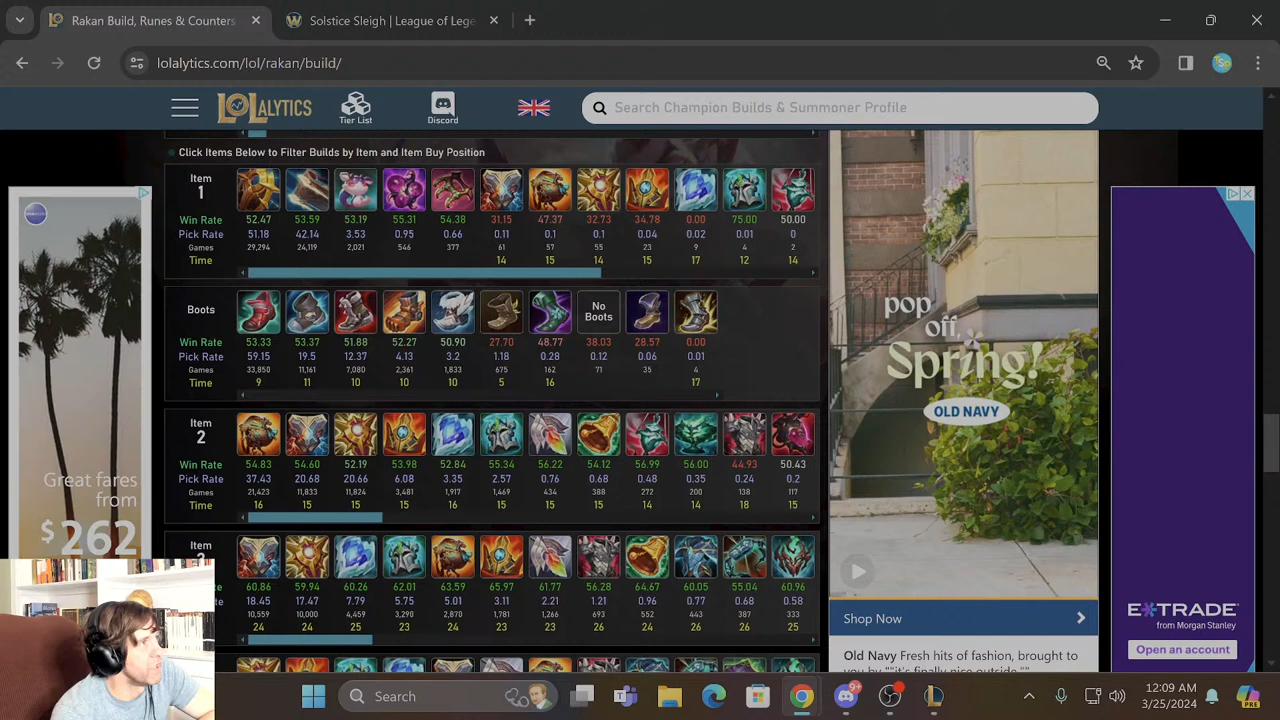 Rakan Build, Runes & Counters
Solstice Sleigh | League of Lege
lolalytics.com/lol/rakan/build/
LOLALYTICS
Tier List
Discord
Search Champion Builds & Summoner Profile
Click Items Below to Filter Builds by Item and Item Buy Position
Item 1
Win Rate 52.47 53.59 53.19 55.31 54.38 31.15 47.37 32.73 34.78 0.00 75.00 50.00
Pick Rate 51.18 42.14 3.53 0.95 0.66 0.11 0.1 0.1 0.04 0.02 0.01 0
Games 29,294 24,119 2,021 546 377 61 57 55 23 9 4 2
Time 14 15 14 15 17 12 14
Boots
No Boots
Win Rate 53.33 53.37 51.88 52.27 50.90 27.70 48.77 38.03 28.57 0.00
Pick Rate 59.15 19.5 12.37 4.13 3.2 1.18 0.28 0.12 0.06 0.01
Games 33,850 11,161 7,080 2,361 1,833 675 162 71 35 4
Time 9 11 10 10 10 5 16 17
Item 2
Win Rate 54.83 54.60 52.19 53.98 52.84 55.34 56.22 54.12 56.99 56.00 44.93 50.43
Pick Rate 37.43 20.68 20.66 6.08 3.35 2.57 0.76 0.68 0.48 0.35 0.24 0.2
Games 21,423 11,833 11,824 3,481 1,917 1,469 434 388 272 200 138 117
Time 16 15 15 15 16 15 15 15 14 14 18 15
Item
60.86 59.94 60.26 62.01 63.59 65.97 61.77 56.28 64.67 60.05 55.04 60.96
18.45 17.47 7.79 5.75 5.01 3.11 2.21 1.21 0.96 0.77 0.68 0.58
10,559 10,000 4,459 3,298 2,870 1,781 1,266 693 552 443 387 333
24 24 25 23 24 23 23 26 24 26 26 25
Great fares
from
$262
pop
off,
Spring!
OLD NAVY
Shop Now
Old Navy Fresh hits of fashion, brought to
you by ""it's finally nice outside.""
E*TRADE
from Morgan Stanley
Open an account
Search
9+
12:09 AM
3/25/2024
PRE